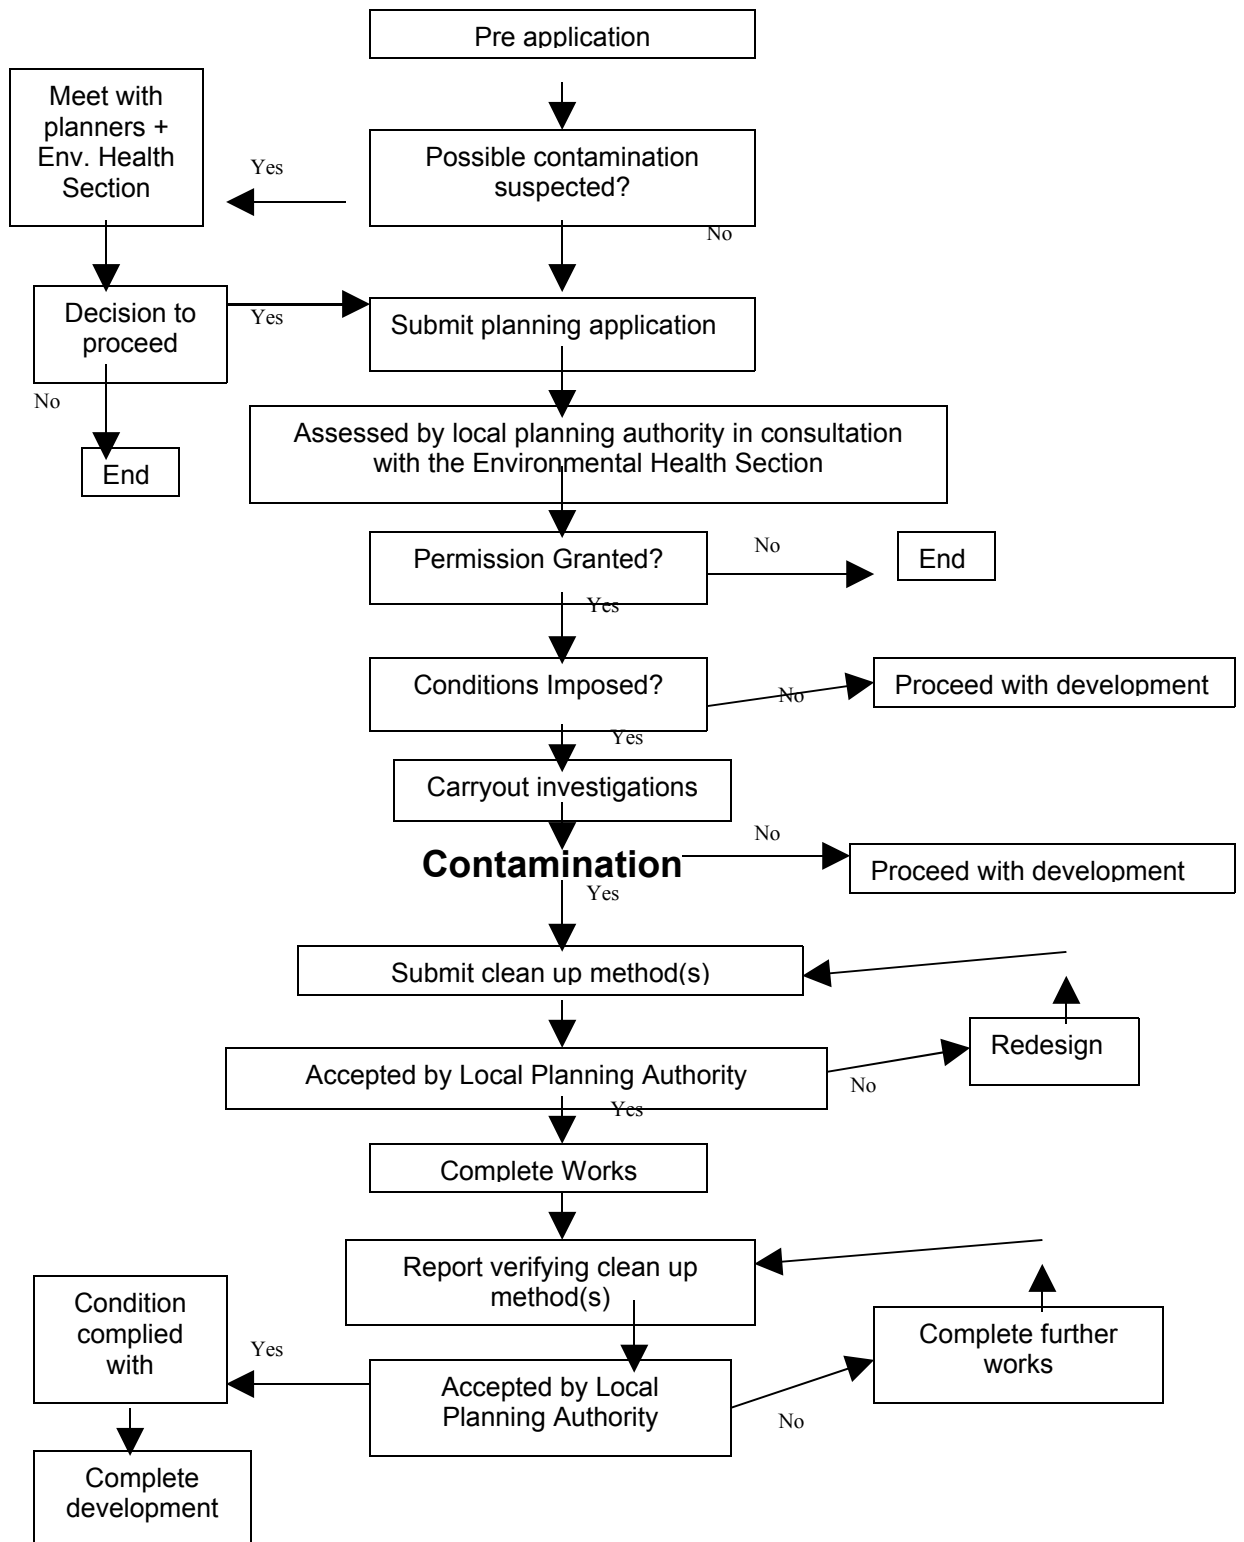 Pre application
Meet with
planners +
Env. Health
Section
Yes
Possible contamination
suspected?
No
Decision to
proceed
Yes
Submit planning application
No
End
Assessed by local planning authority in consultation
with the Environmental Health Section
Permission Granted?
No
End
Yes
Conditions Imposed?
No
Proceed with development
Yes
Carryout investigations
Contamination
No
Proceed with development
Yes
Submit clean up method(s)
Redesign
Accepted by Local Planning Authority
No
Yes
Complete Works
Report verifying clean up
method(s)
Condition
complied
with
Yes
Complete further
works
Accepted by Local
Planning Authority
No
Complete
development